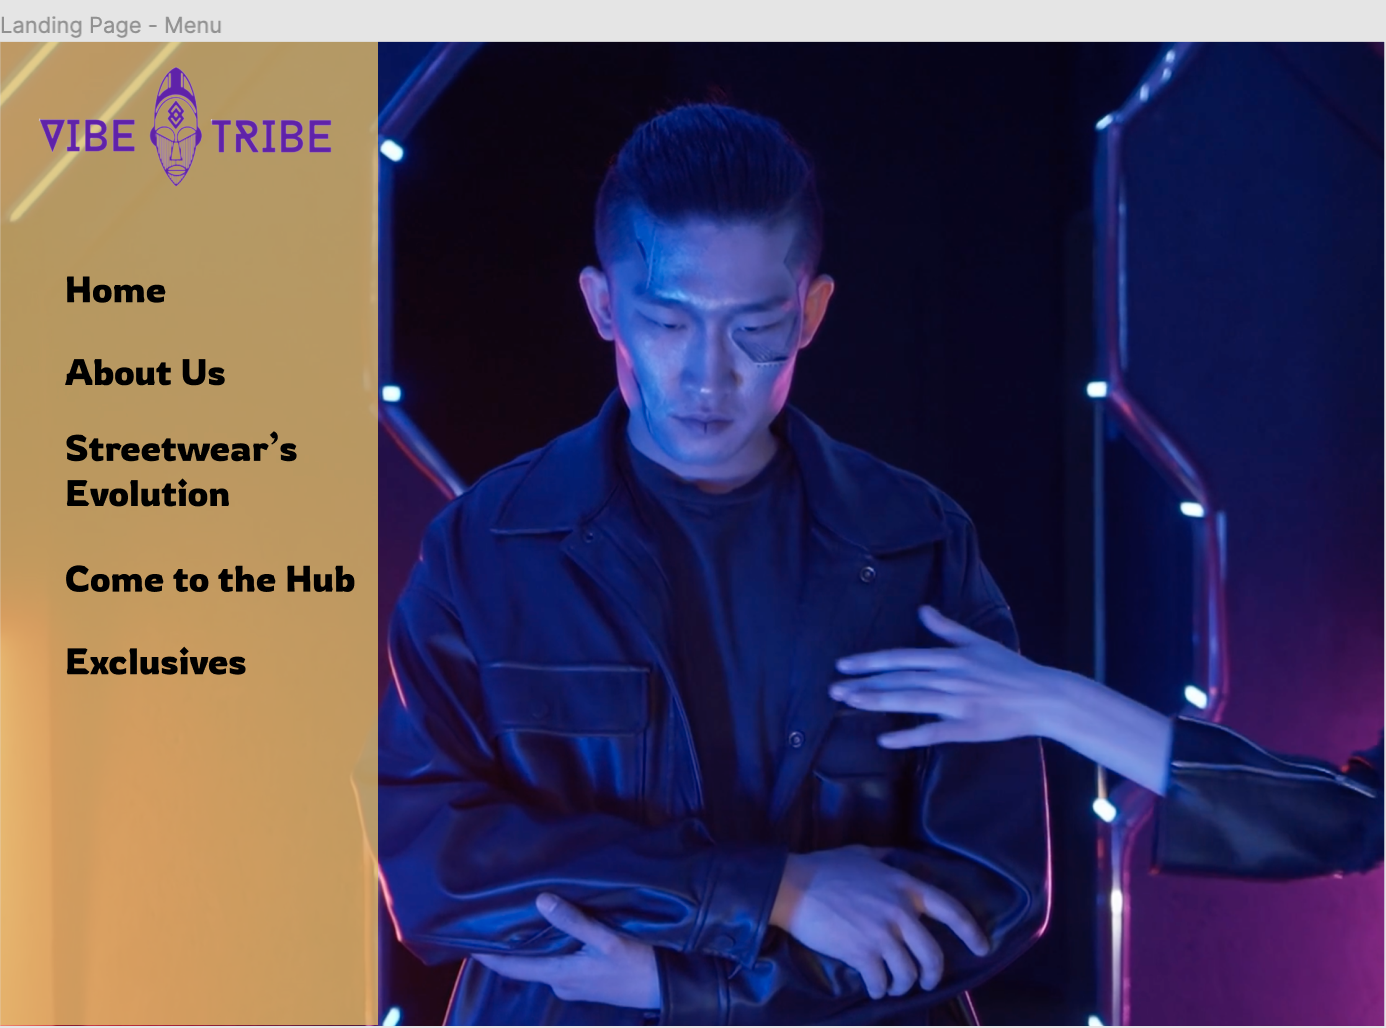 Landing Page - Menu
VIBE TRIBE
Home
About Us
Streetwear’s
Evolution
Come to the Hub
Exclusives